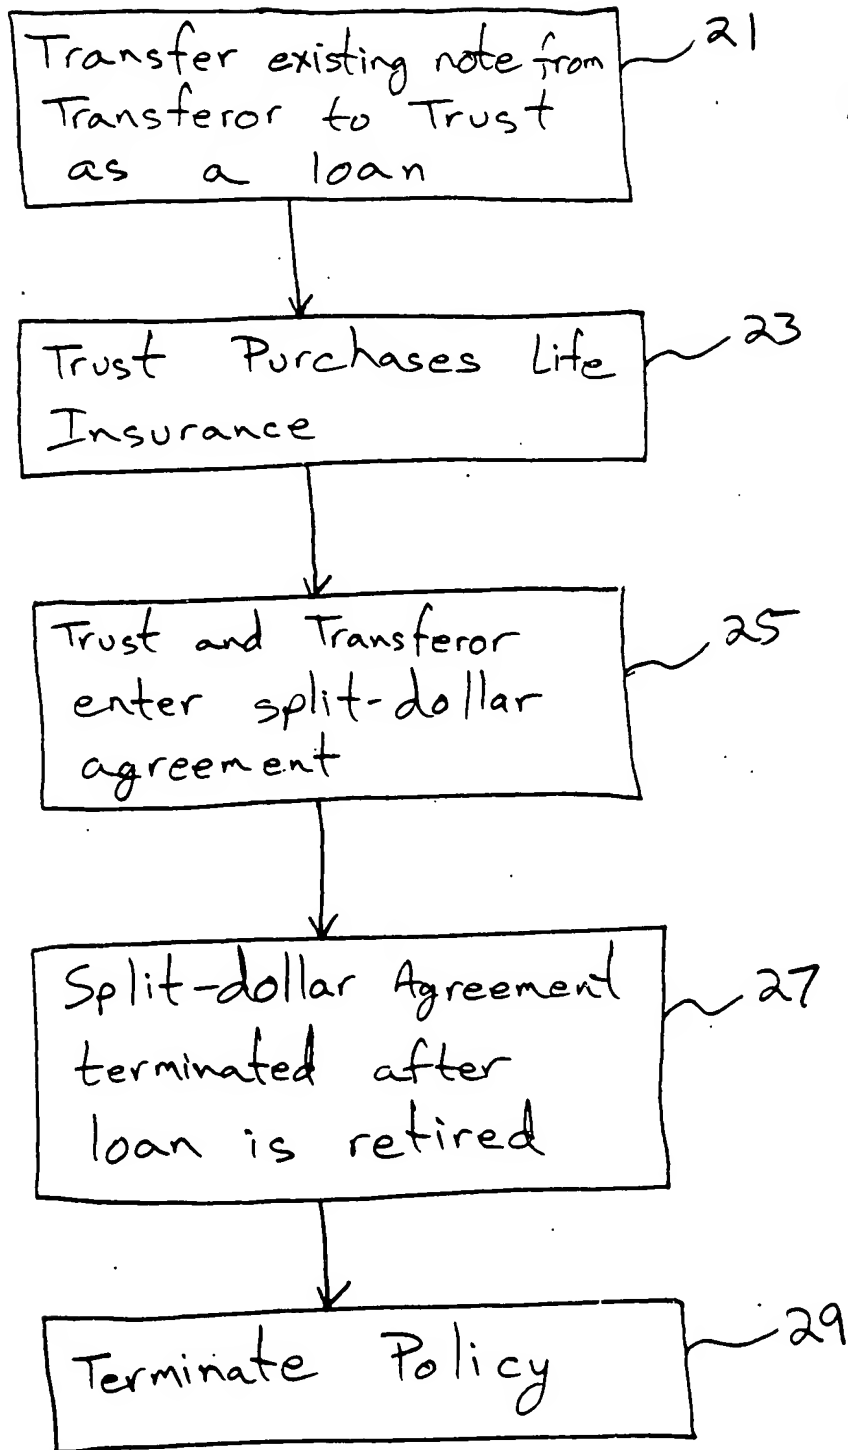 Transfer existing note from
Transferor to Trust
as a loan
21
Trust Purchases Life
Insurance
23
Trust and Transferor
enter split-dollar
agreement
25
Split-dollar Agreement
terminated after
loan is retired
27
Terminate Policy
29